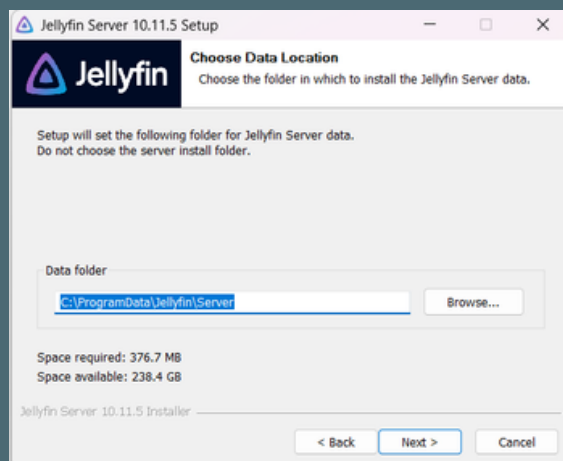 Jellyfin Server 10.11.5 Setup
Jellyfin
Choose Data Location
Choose the folder in which to install the Jellyfin Server data.
Setup will set the following folder for Jellyfin Server data.
Do not choose the server install folder.
Data folder
C:\ProgramData\Jellyfin\Server
Browse...
Space required: 376.7 MB
Space available: 238.4 GB
Jellyfin Server 10.11.5 Installer
< Back
Next >
Cancel